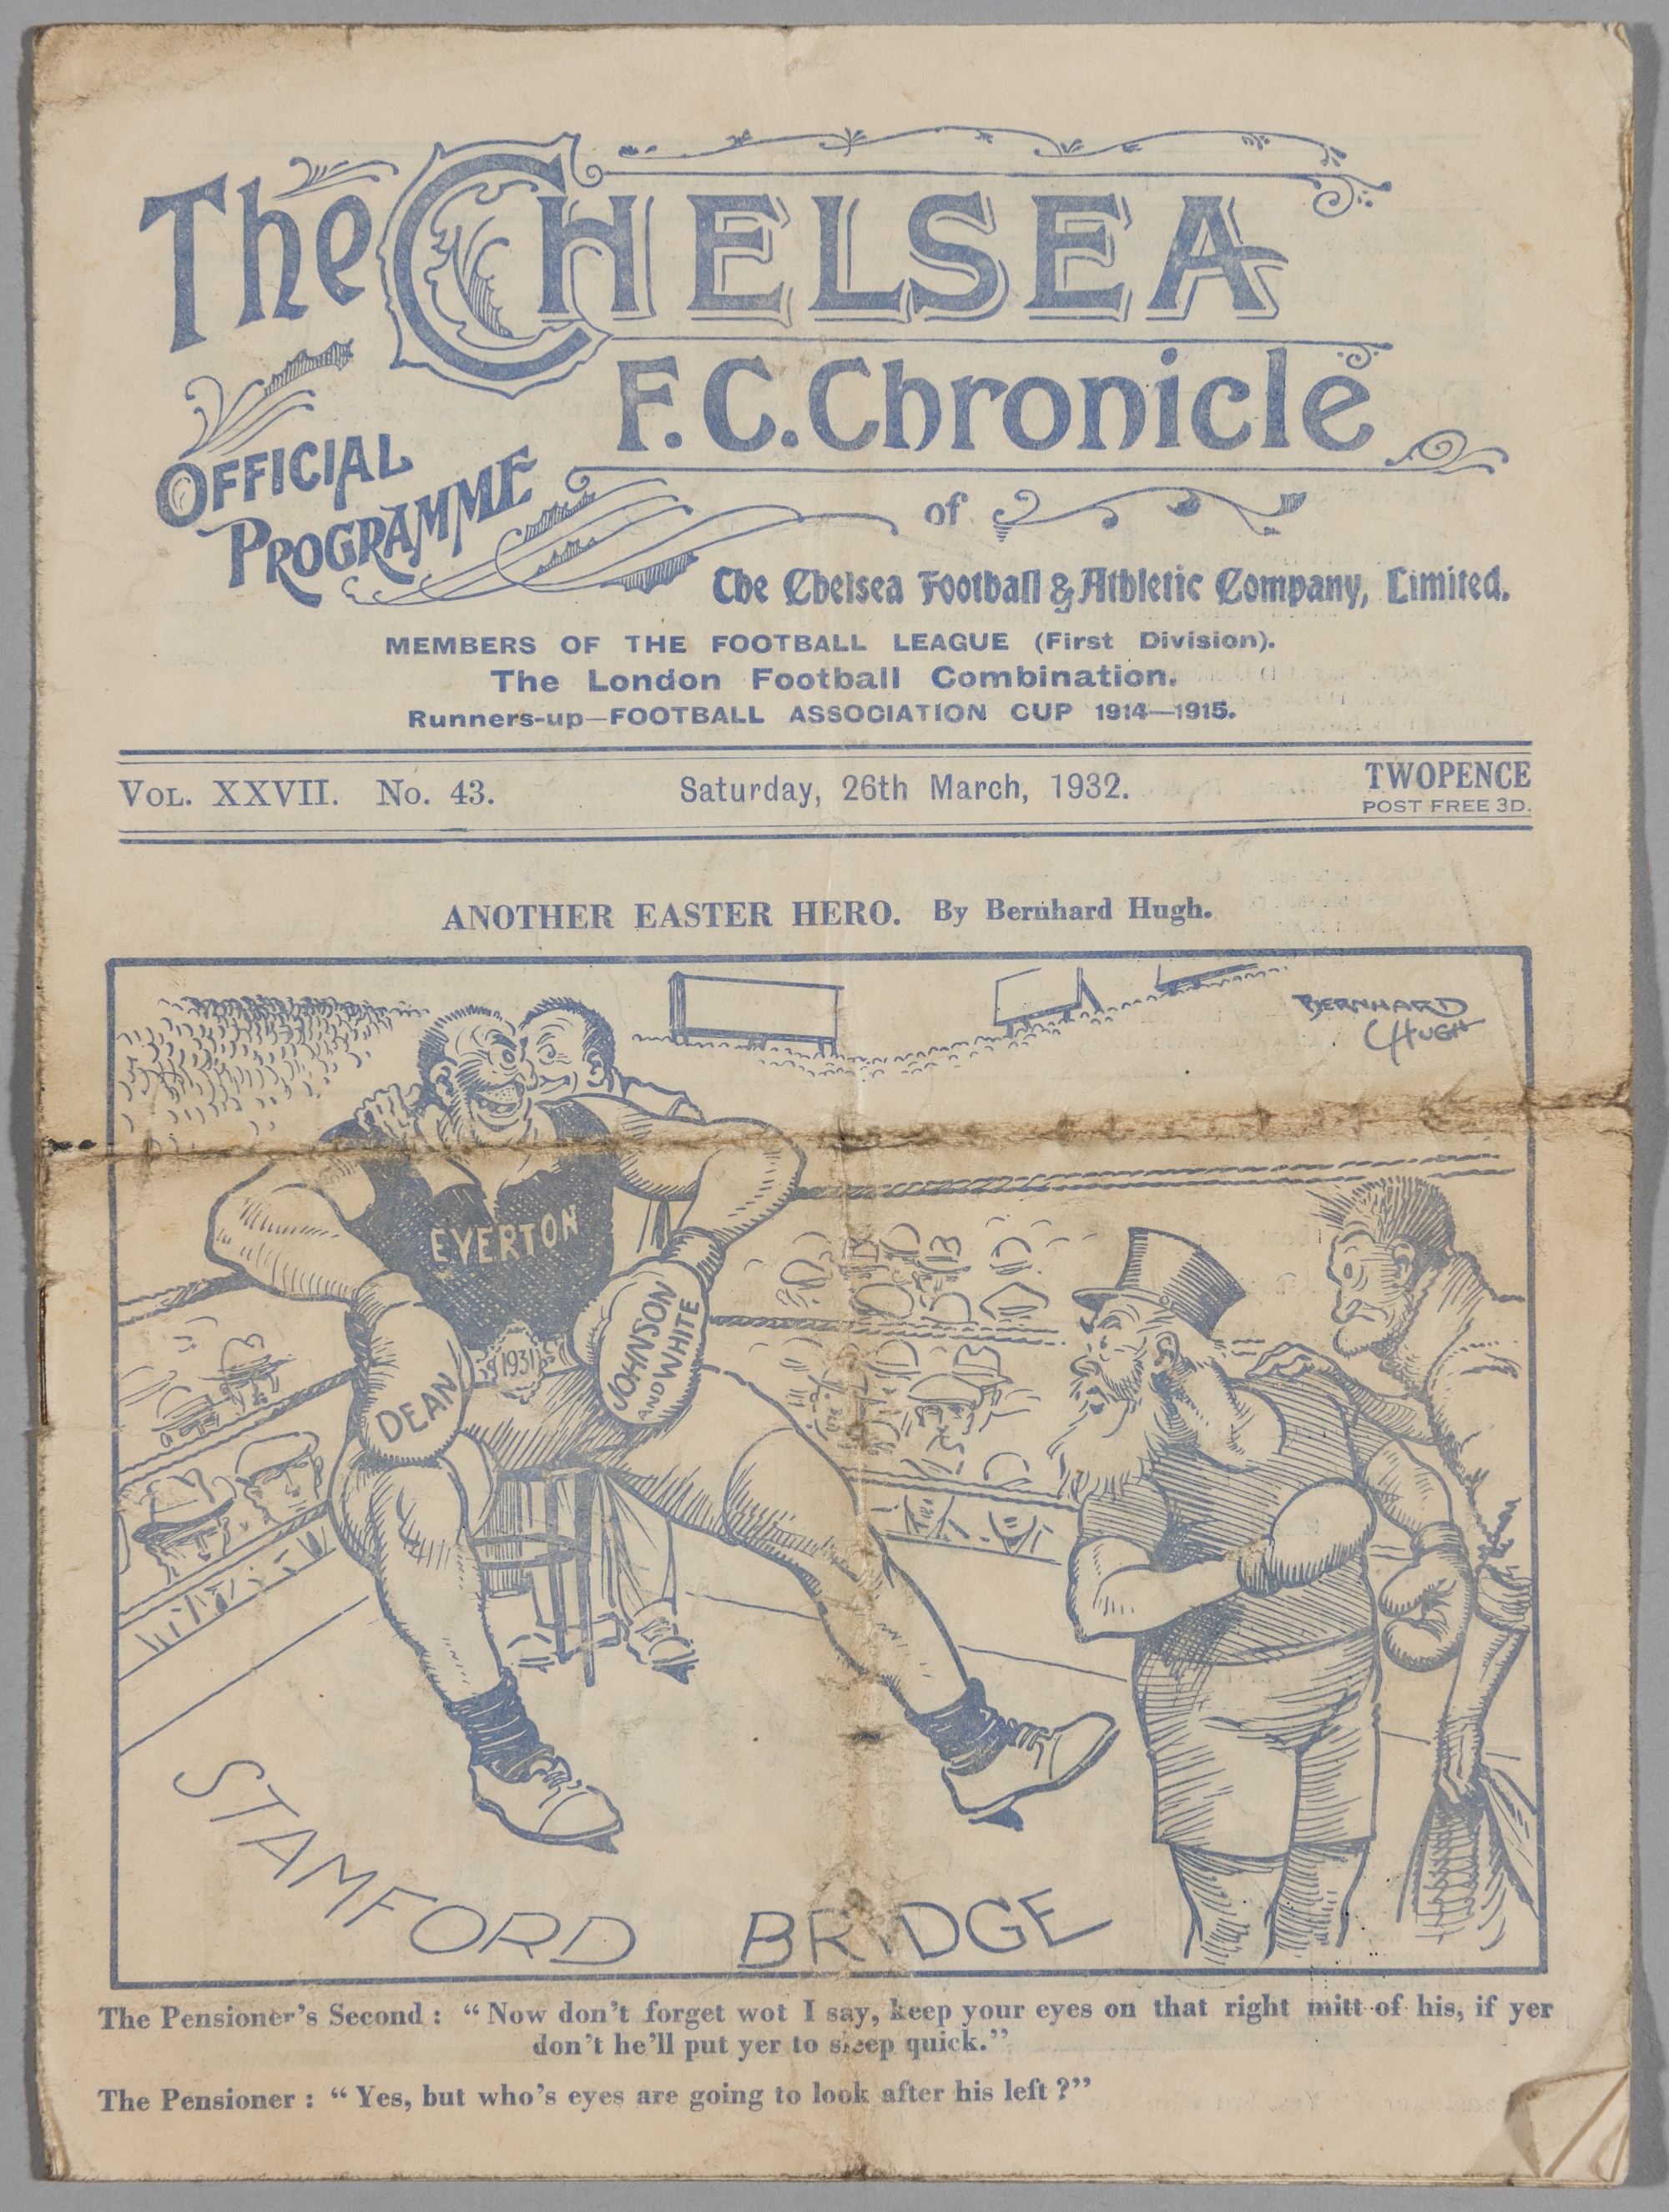 The CHELSEA
F.C. Chronicle
OFFICIAL
PROGRAMME
of
The Chelsea Football & Athletic Company, Limited.
MEMBERS OF THE FOOTBALL LEAGUE (First Division).
The London Football Combination.
Runners-up—FOOTBALL ASSOCIATION CUP 1914—1915.
VOL. XXVII. No. 43. Saturday, 26th March, 1932. TWOPENCE
POST FREE 3D.
ANOTHER EASTER HERO. By Bernhard Hugh.
BERNHARD
HUGH
EVERTON
JOHNSON
AND WHITE
1931
DEAN
STAMFORD BRIDGE
The Pensioner's Second : “ Now don't forget wot I say, keep your eyes on that right mitt of his, if yer
don't he'll put yer to sleep quick.”
The Pensioner : “ Yes, but who's eyes are going to look after his left ?”